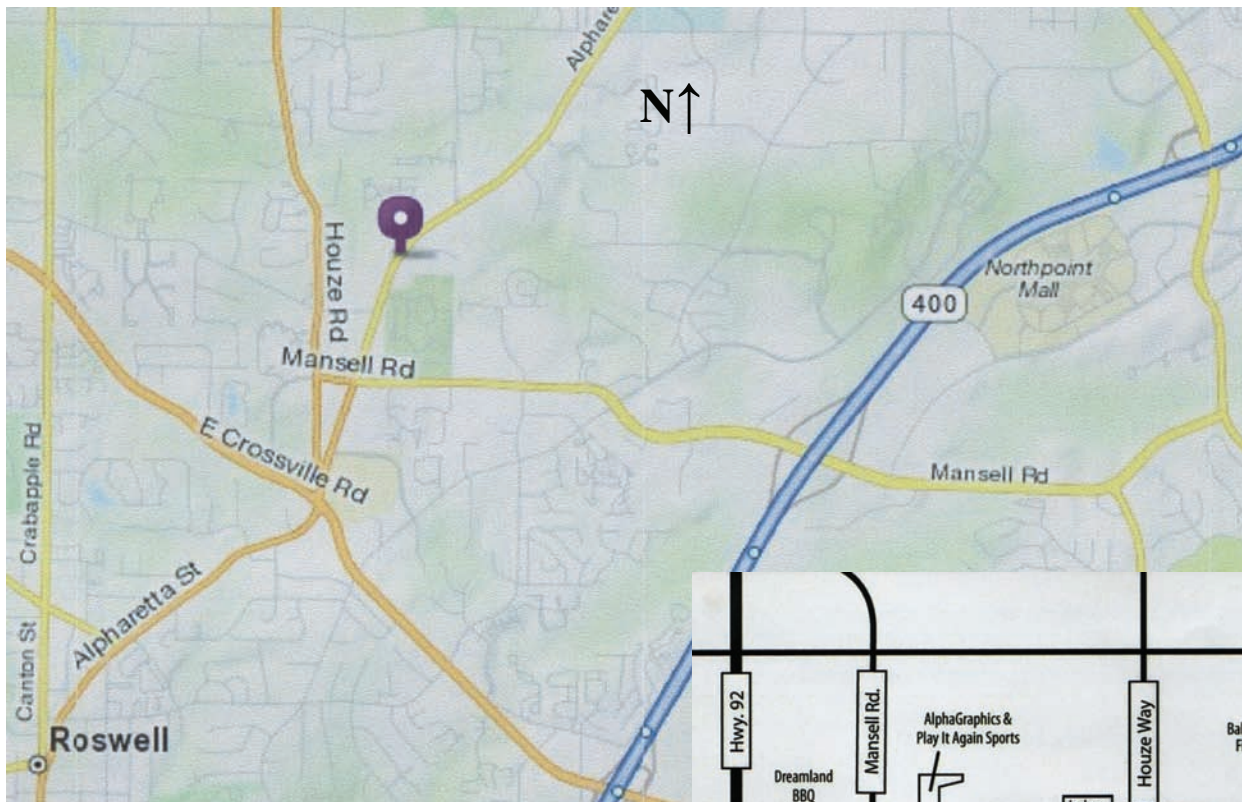 Alphare
N↑
Houze Rd
Northpoint
Mall
400
Mansell Rd
E Crossville Rd
Mansell Rd
Crabapple Rd
Alpharetta St
Canton St
Roswell
Hwy. 92
Mansell Rd.
AlphaGraphics &
Play It Again Sports
Houze Way
Dreamland
BBQ